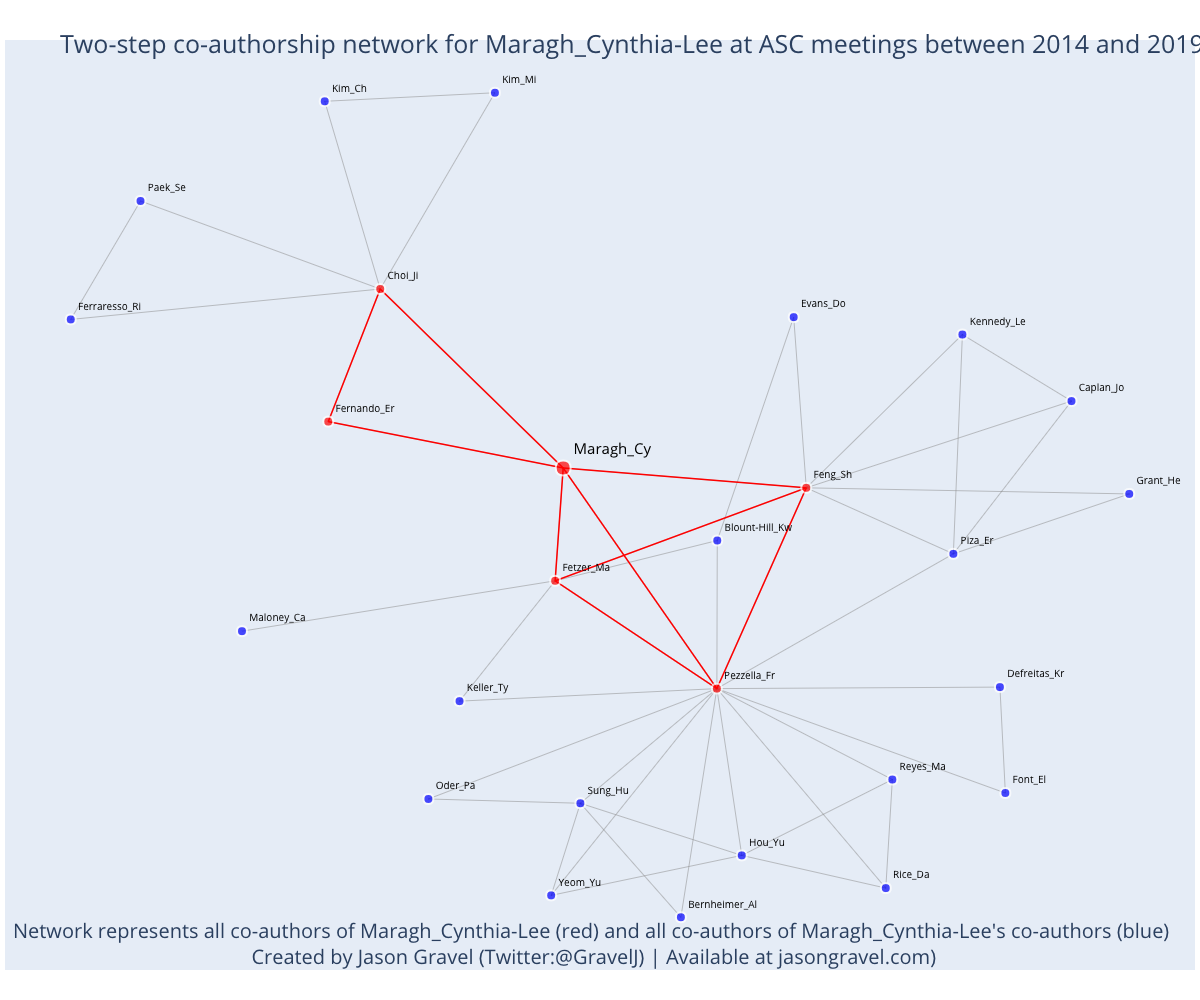 Two-step co-authorship network for Maragh_Cynthia-Lee at ASC meetings between 2014 and 2019
Kim_Mi
Kim_Ch
Paek_Se
Choi_Ji
Evans_Do
Ferraresso_Ri
Kennedy_Le
Caplan_Jo
Fernando_Er
Maragh_Cy
Feng_Sh
Grant_He
Blount-Hill_Kw
Piza_Er
Fetzer_Ma
Maloney_Ca
Defreitas_Kr
Pezzella_Fr
Keller_Ty
Reyes_Ma
Font_El
Oder_Pa
Sung_Hu
Hou_Yu
Rice_Da
Yeom_Yu
Bernheimer_Al
Network represents all co-authors of Maragh_Cynthia-Lee (red) and all co-authors of Maragh_Cynthia-Lee's co-authors (blue)
Created by Jason Gravel (Twitter:@GravelJ) | Available at jasongravel.com)